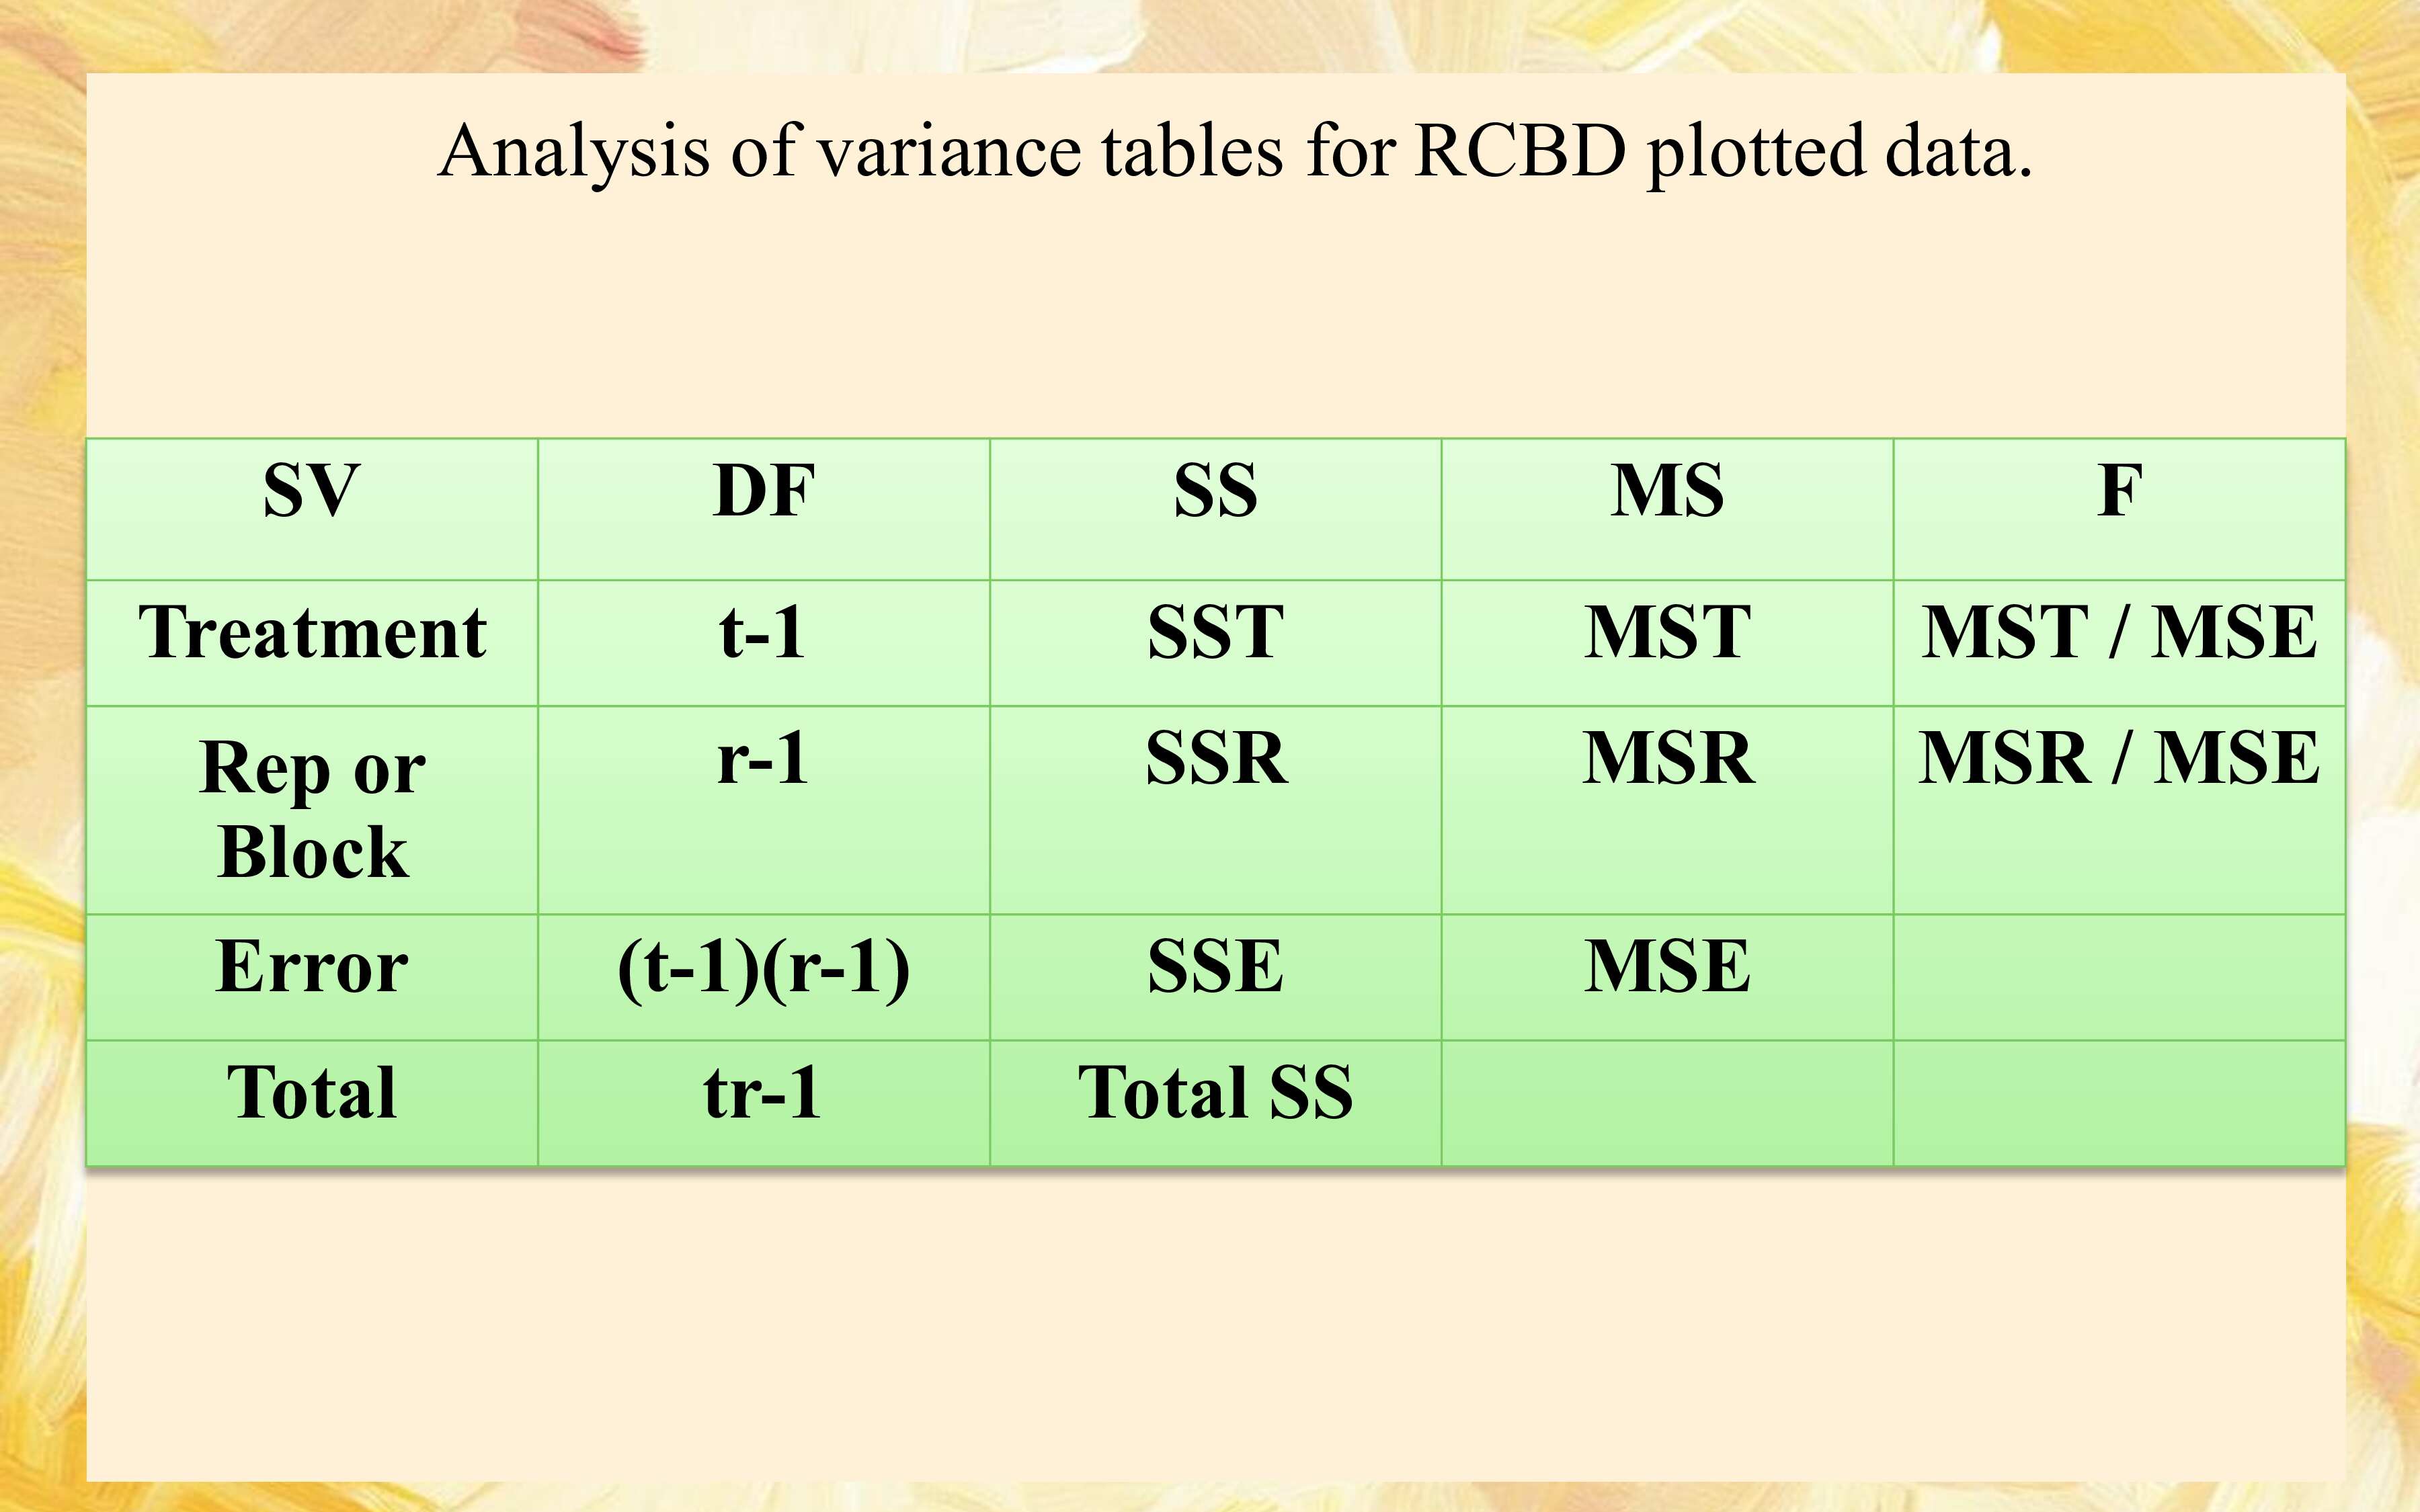 Analysis of variance tables for RCBD plotted data.
SV DF SS MS F
Treatment t-1 SST MST MST / MSE
Rep or
Block r-1 SSR MSR MSR / MSE
Error (t-1)(r-1) SSE MSE
Total tr-1 Total SS